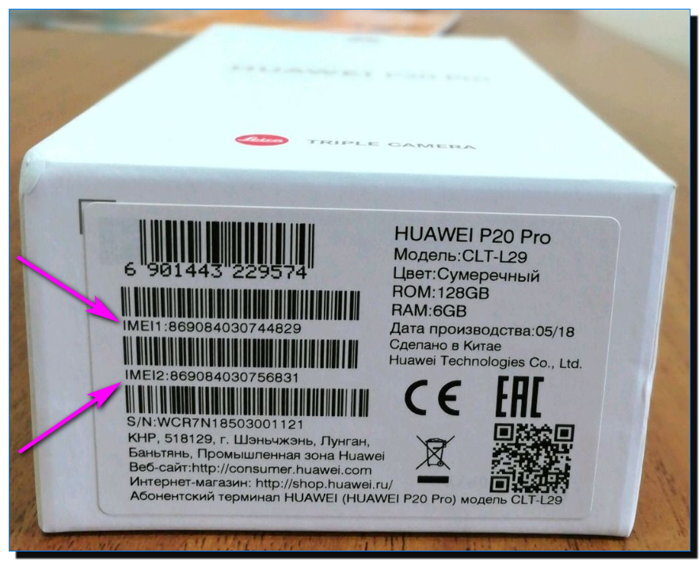 HUAWEI P20 Pro
Leica TRIPLE CAMERA
6 901443 229574
IMEI1:869084030744829
IMEI2:869084030756831
S/N:WCR7N18503001121
КНР, 518129, г. Шэньчжэнь, Лунган,
Баньтянь, Промышленная зона Huawei
Веб-сайт:http://consumer.huawei.com
Интернет-магазин: http://shop.huawei.ru/
Абонентский терминал HUAWEI (HUAWEI P20 Pro) модель CLT-L29
HUAWEI P20 Pro
Модель:CLT-L29
Цвет:Сумеречный
ROM:128GB
RAM:6GB
Дата производства:05/18
Сделано в Китае
Huawei Technologies Co., Ltd.
CE EAC